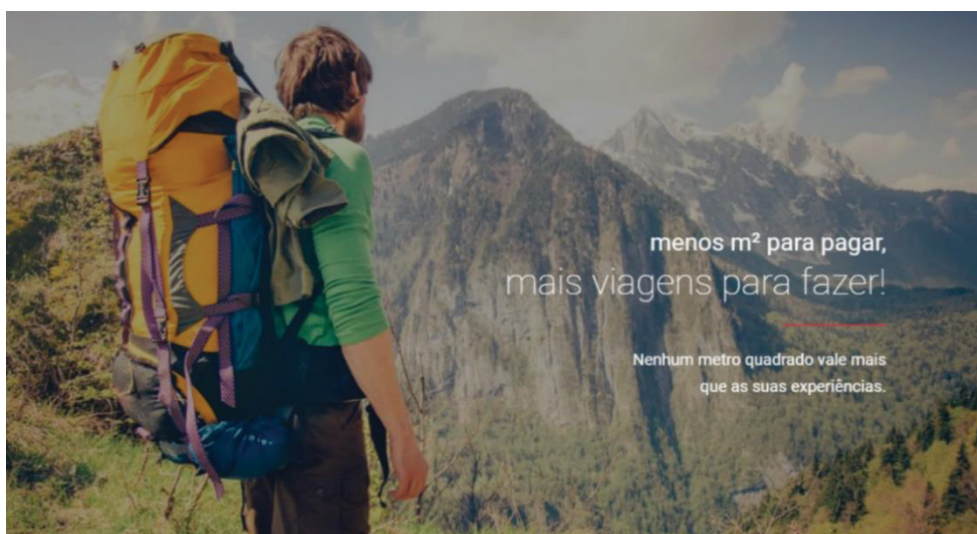 menos m² para pagar,
mais viagens para fazer!
Nenhum metro quadrado vale mais
que as suas experiências.